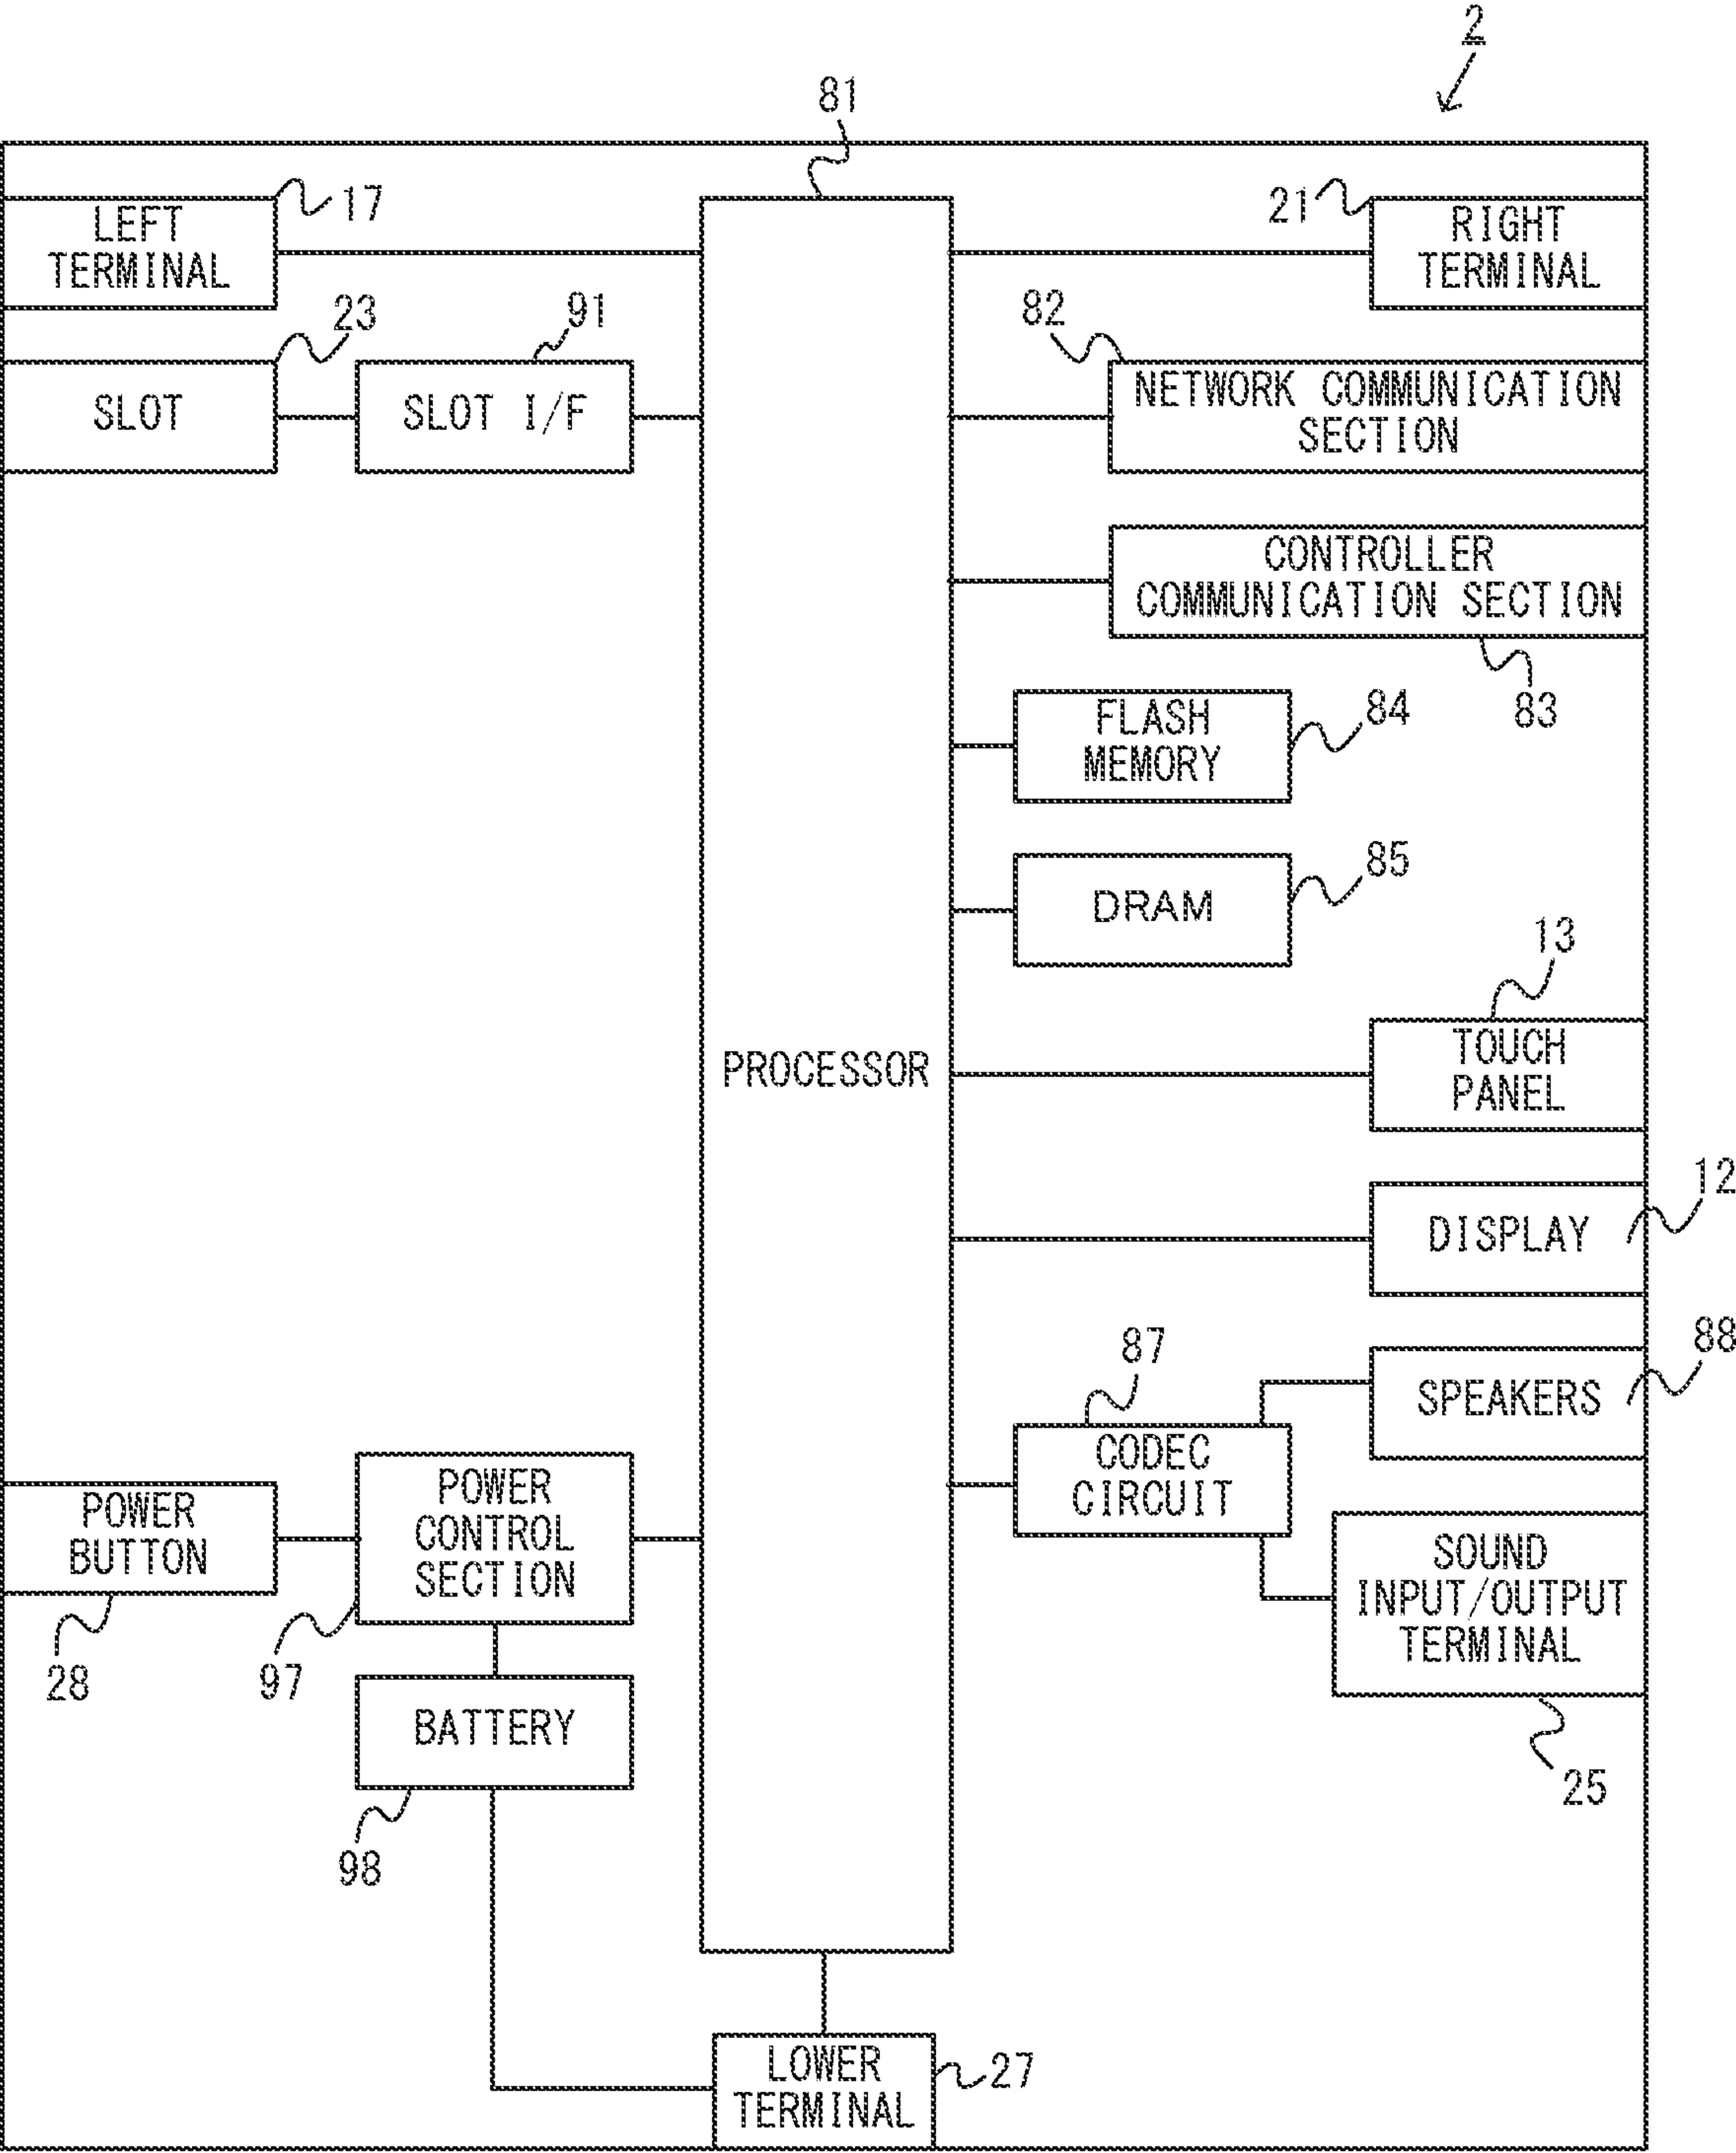 2
81
17
LEFT
TERMINAL
21
RIGHT
TERMINAL
23
SLOT
91
SLOT I/F
82
NETWORK COMMUNICATION
SECTION
CONTROLLER
COMMUNICATION SECTION
83
FLASH
MEMORY
84
DRAM
85
13
PROCESSOR
TOUCH
PANEL
12
DISPLAY
88
SPEAKERS
87
CODEC
CIRCUIT
POWER
BUTTON
28
POWER
CONTROL
SECTION
97
SOUND
INPUT/OUTPUT
TERMINAL
25
BATTERY
98
LOWER
TERMINAL
27